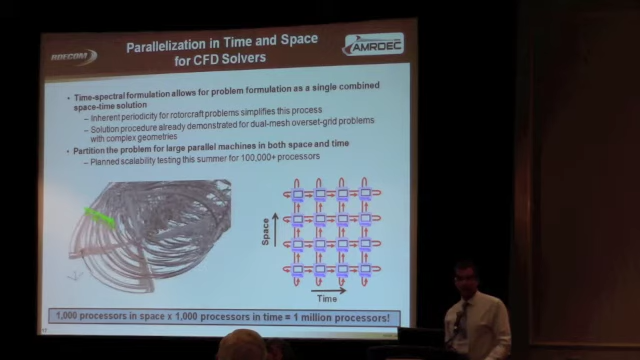 RDECOM
Parallelization in Time and Space
for CFD Solvers
AMRDEC
• Time-spectral formulation allows for problem formulation as a single combined
space-time solution
– Inherent periodicity for rotorcraft problems simplifies this process
– Solution procedure already demonstrated for dual-mesh overset-grid problems
with complex geometries
• Partition the problem for large parallel machines in both space and time
– Planned scalability testing this summer for 100,000+ processors
Space
Time
1,000 processors in space x 1,000 processors in time = 1 million processors!